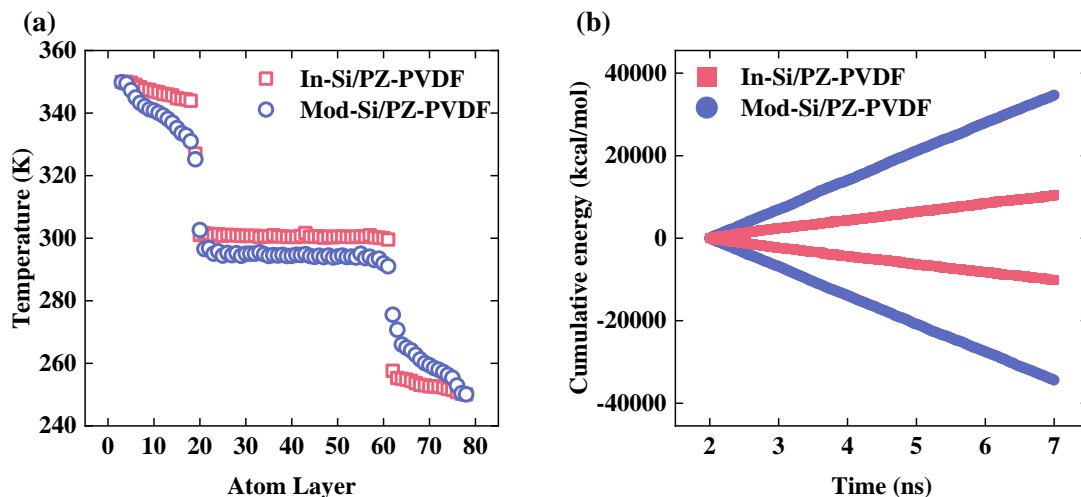 (a)
360
340
320
300
280
260
240
Temperature (K)
In-Si/PZ-PVDF
Mod-Si/PZ-PVDF
0 10 20 30 40 50 60 70 80
Atom Layer
(b)
40000
20000
0
-20000
-40000
Cumulative energy (kcal/mol)
In-Si/PZ-PVDF
Mod-Si/PZ-PVDF
2 3 4 5 6 7
Time (ns)